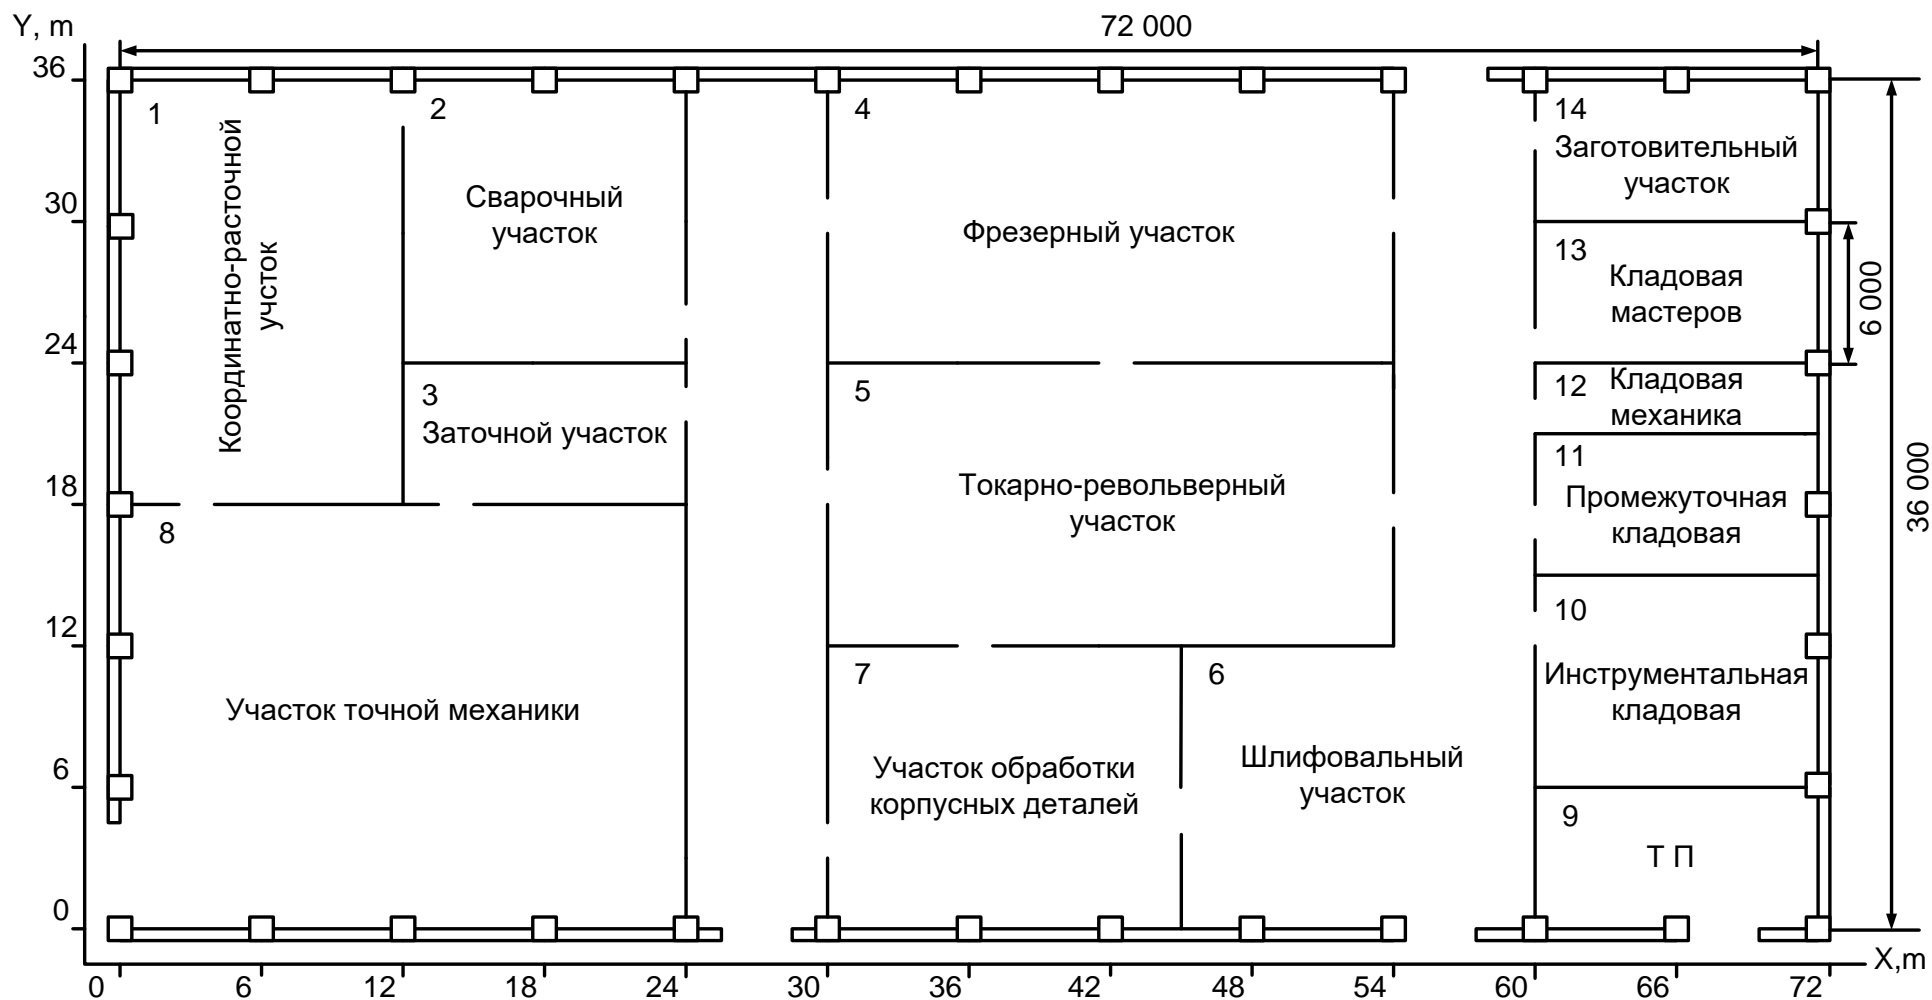 Y, m
72 000
36
1
2
4
14
Заготовительный
участок
Координатно-расточной
учсток
Сварочный
участок
Фрезерный участок
30
13
Кладовая
мастеров
6 000
24
3
Заточной участок
5
12
Кладовая
механика
11
Промежуточная
кладовая
Токарно-револьверный
участок
36 000
18
8
10
Инструментальная
кладовая
12
7
6
Участок точной механики
Участок обработки
корпусных деталей
Шлифовальный
участок
6
9
Т П
0
X,m
0
6
12
18
24
30
36
42
48
54
60
66
72